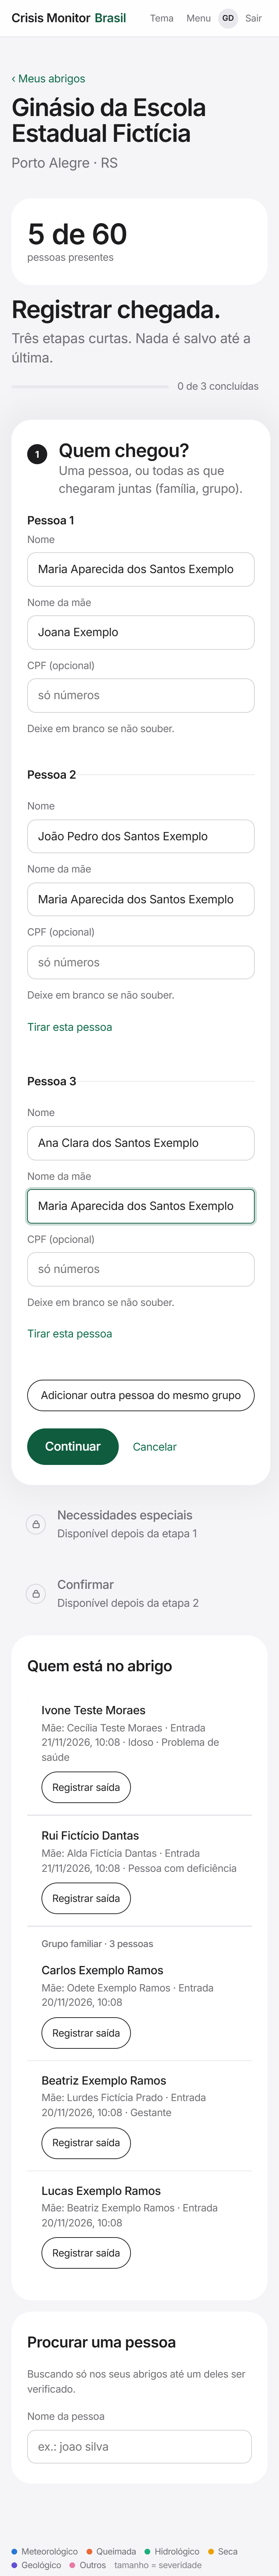 Crisis Monitor Brasil Tema Menu GD Sair
‹ Meus abrigos
Ginásio da Escola
Estadual Fictícia
Porto Alegre · RS
5 de 60
pessoas presentes
Registrar chegada.
Três etapas curtas. Nada é salvo até a
última.
0 de 3 concluídas
1 Quem chegou?
Uma pessoa, ou todas as que
chegaram juntas (família, grupo).
Pessoa 1
Nome
Maria Aparecida dos Santos Exemplo
Nome da mãe
Joana Exemplo
CPF (opcional)
só números
Deixe em branco se não souber.
Pessoa 2
Nome
João Pedro dos Santos Exemplo
Nome da mãe
Maria Aparecida dos Santos Exemplo
CPF (opcional)
só números
Deixe em branco se não souber.
Tirar esta pessoa
Pessoa 3
Nome
Ana Clara dos Santos Exemplo
Nome da mãe
Maria Aparecida dos Santos Exemplo
CPF (opcional)
só números
Deixe em branco se não souber.
Tirar esta pessoa
Adicionar outra pessoa do mesmo grupo
Continuar Cancelar
Necessidades especiais
Disponível depois da etapa 1
Confirmar
Disponível depois da etapa 2
Quem está no abrigo
Ivone Teste Moraes
Mãe: Cecília Teste Moraes · Entrada
21/11/2026, 10:08 · Idoso · Problema de
saúde
Registrar saída
Rui Fictício Dantas
Mãe: Alda Fictícia Dantas · Entrada
21/11/2026, 10:08 · Pessoa com deficiência
Registrar saída
Grupo familiar · 3 pessoas
Carlos Exemplo Ramos
Mãe: Odete Exemplo Ramos · Entrada
20/11/2026, 10:08
Registrar saída
Beatriz Exemplo Ramos
Mãe: Lurdes Fictícia Prado · Entrada
20/11/2026, 10:08 · Gestante
Registrar saída
Lucas Exemplo Ramos
Mãe: Beatriz Exemplo Ramos · Entrada
20/11/2026, 10:08
Registrar saída
Procurar uma pessoa
Buscando só nos seus abrigos até um deles ser
verificado.
Nome da pessoa
ex.: joao silva
Meteorológico Queimada Hidrológico Seca
Geológico Outros tamanho = severidade